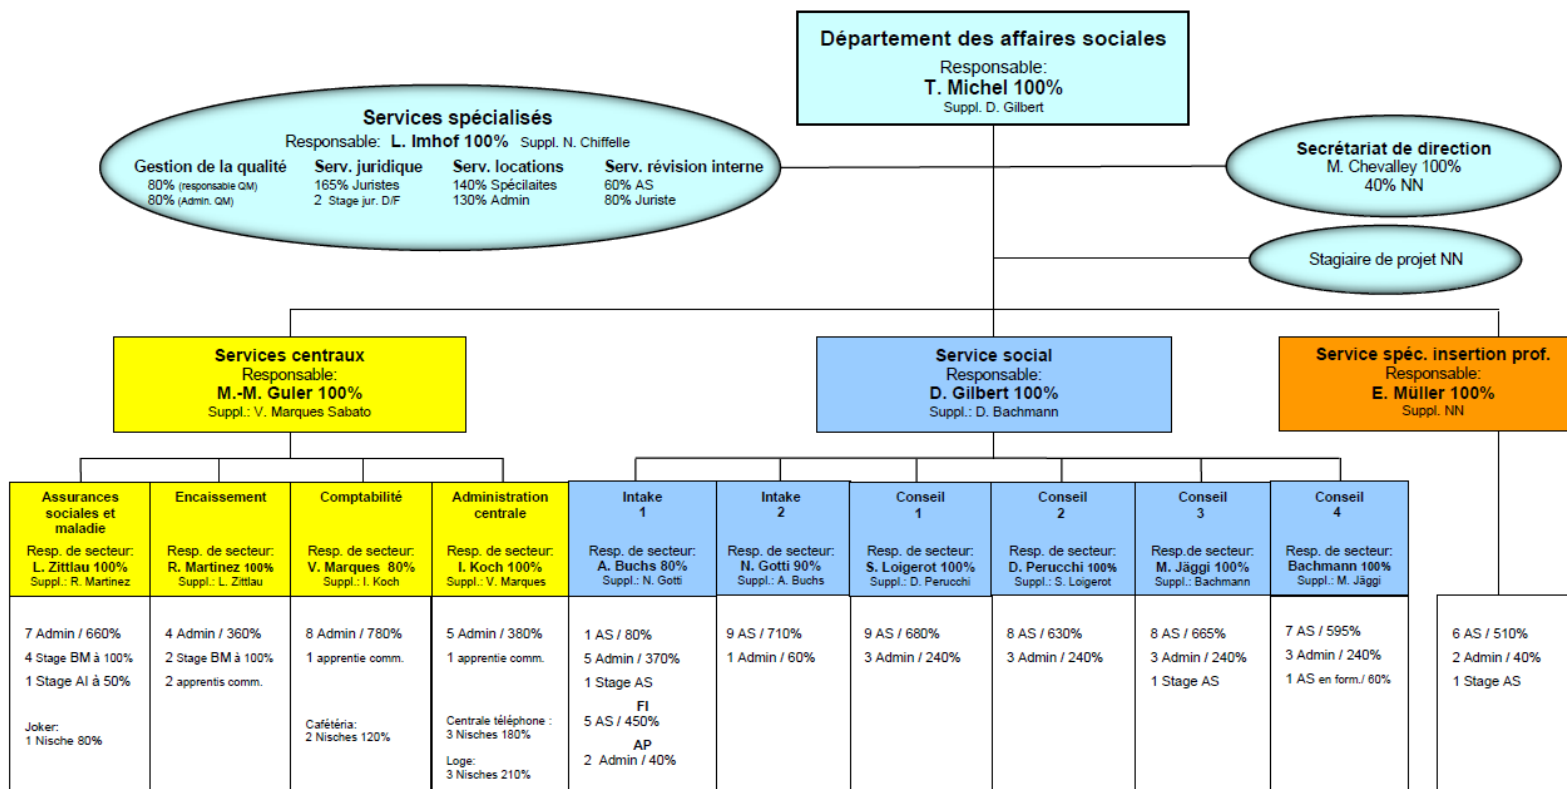 Département des affaires sociales
Responsable:
T. Michel 100%
Suppl. D. Gilbert
Services spécialisés
Responsable: L. Imhof 100% Suppl. N. Chiffelle
Gestion de la qualité
80% (responsable QM)
80% (Admin. QM)
Serv. juridique
165% Juristes
2 Stage jur. D/F
Serv. locations
140% Spécilaites
130% Admin
Serv. révision interne
60% AS
80% Juriste
Secrétariat de direction
M. Chevalley 100%
40% NN
Stagiaire de projet NN
Services centraux
Responsable:
M.-M. Guler 100%
Suppl.: V. Marques Sabato
Service social
Responsable:
D. Gilbert 100%
Suppl.: D. Bachmann
Service spéc. insertion prof.
Responsable:
E. Müller 100%
Suppl. NN
Assurances
sociales et
maladie
Resp. de secteur:
L. Zittlau 100%
Suppl.: R. Martinez
7 Admin / 660%
4 Stage BM à 100%
1 Stage AI à 50%
Joker:
1 Nische 80%
Encaissement
Resp. de secteur:
R. Martinez 100%
Suppl.: L. Zittlau
4 Admin / 360%
2 Stage BM à 100%
2 apprentis comm.
Comptabilité
Resp. de secteur:
V. Marques 80%
Suppl.: I. Koch
8 Admin / 780%
1 apprentie comm.
Cafétéria:
2 Nisches 120%
Administration
centrale
Resp. de secteur:
I. Koch 100%
Suppl.: V. Marques
5 Admin / 380%
1 apprentie comm.
Centrale téléphone :
3 Nisches 180%
Loge:
3 Nisches 210%
Intake
1
Resp. de secteur:
A. Buchs 80%
Suppl.: N. Gotti
1 AS / 80%
5 Admin / 370%
1 Stage AS
FI
5 AS / 450%
AP
2 Admin / 40%
Intake
2
Resp. de secteur:
N. Gotti 90%
Suppl.: A. Buchs
9 AS / 710%
1 Admin / 60%
Conseil
1
Resp. de secteur:
S. Loigerot 100%
Suppl.: D. Perucchi
9 AS / 680%
3 Admin / 240%
Conseil
2
Resp. de secteur:
D. Perucchi 100%
Suppl.: S. Loigerot
8 AS / 630%
3 Admin / 240%
Conseil
3
Resp. de secteur:
M. Jäggi 100%
Suppl.: Bachmann
8 AS / 665%
3 Admin / 240%
1 Stage AS
Conseil
4
Resp. de secteur:
Bachmann 100%
Suppl.: M. Jäggi
7 AS / 595%
3 Admin / 240%
1 AS en form./ 60%
6 AS / 510%
2 Admin / 40%
1 Stage AS